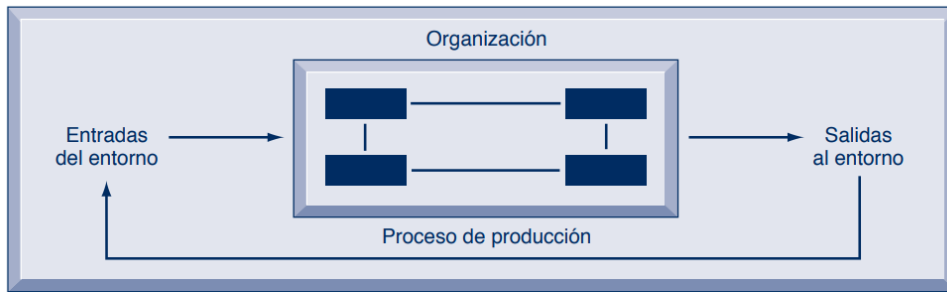 Organización
Entradas
del entorno
Salidas
al entorno
Proceso de producción